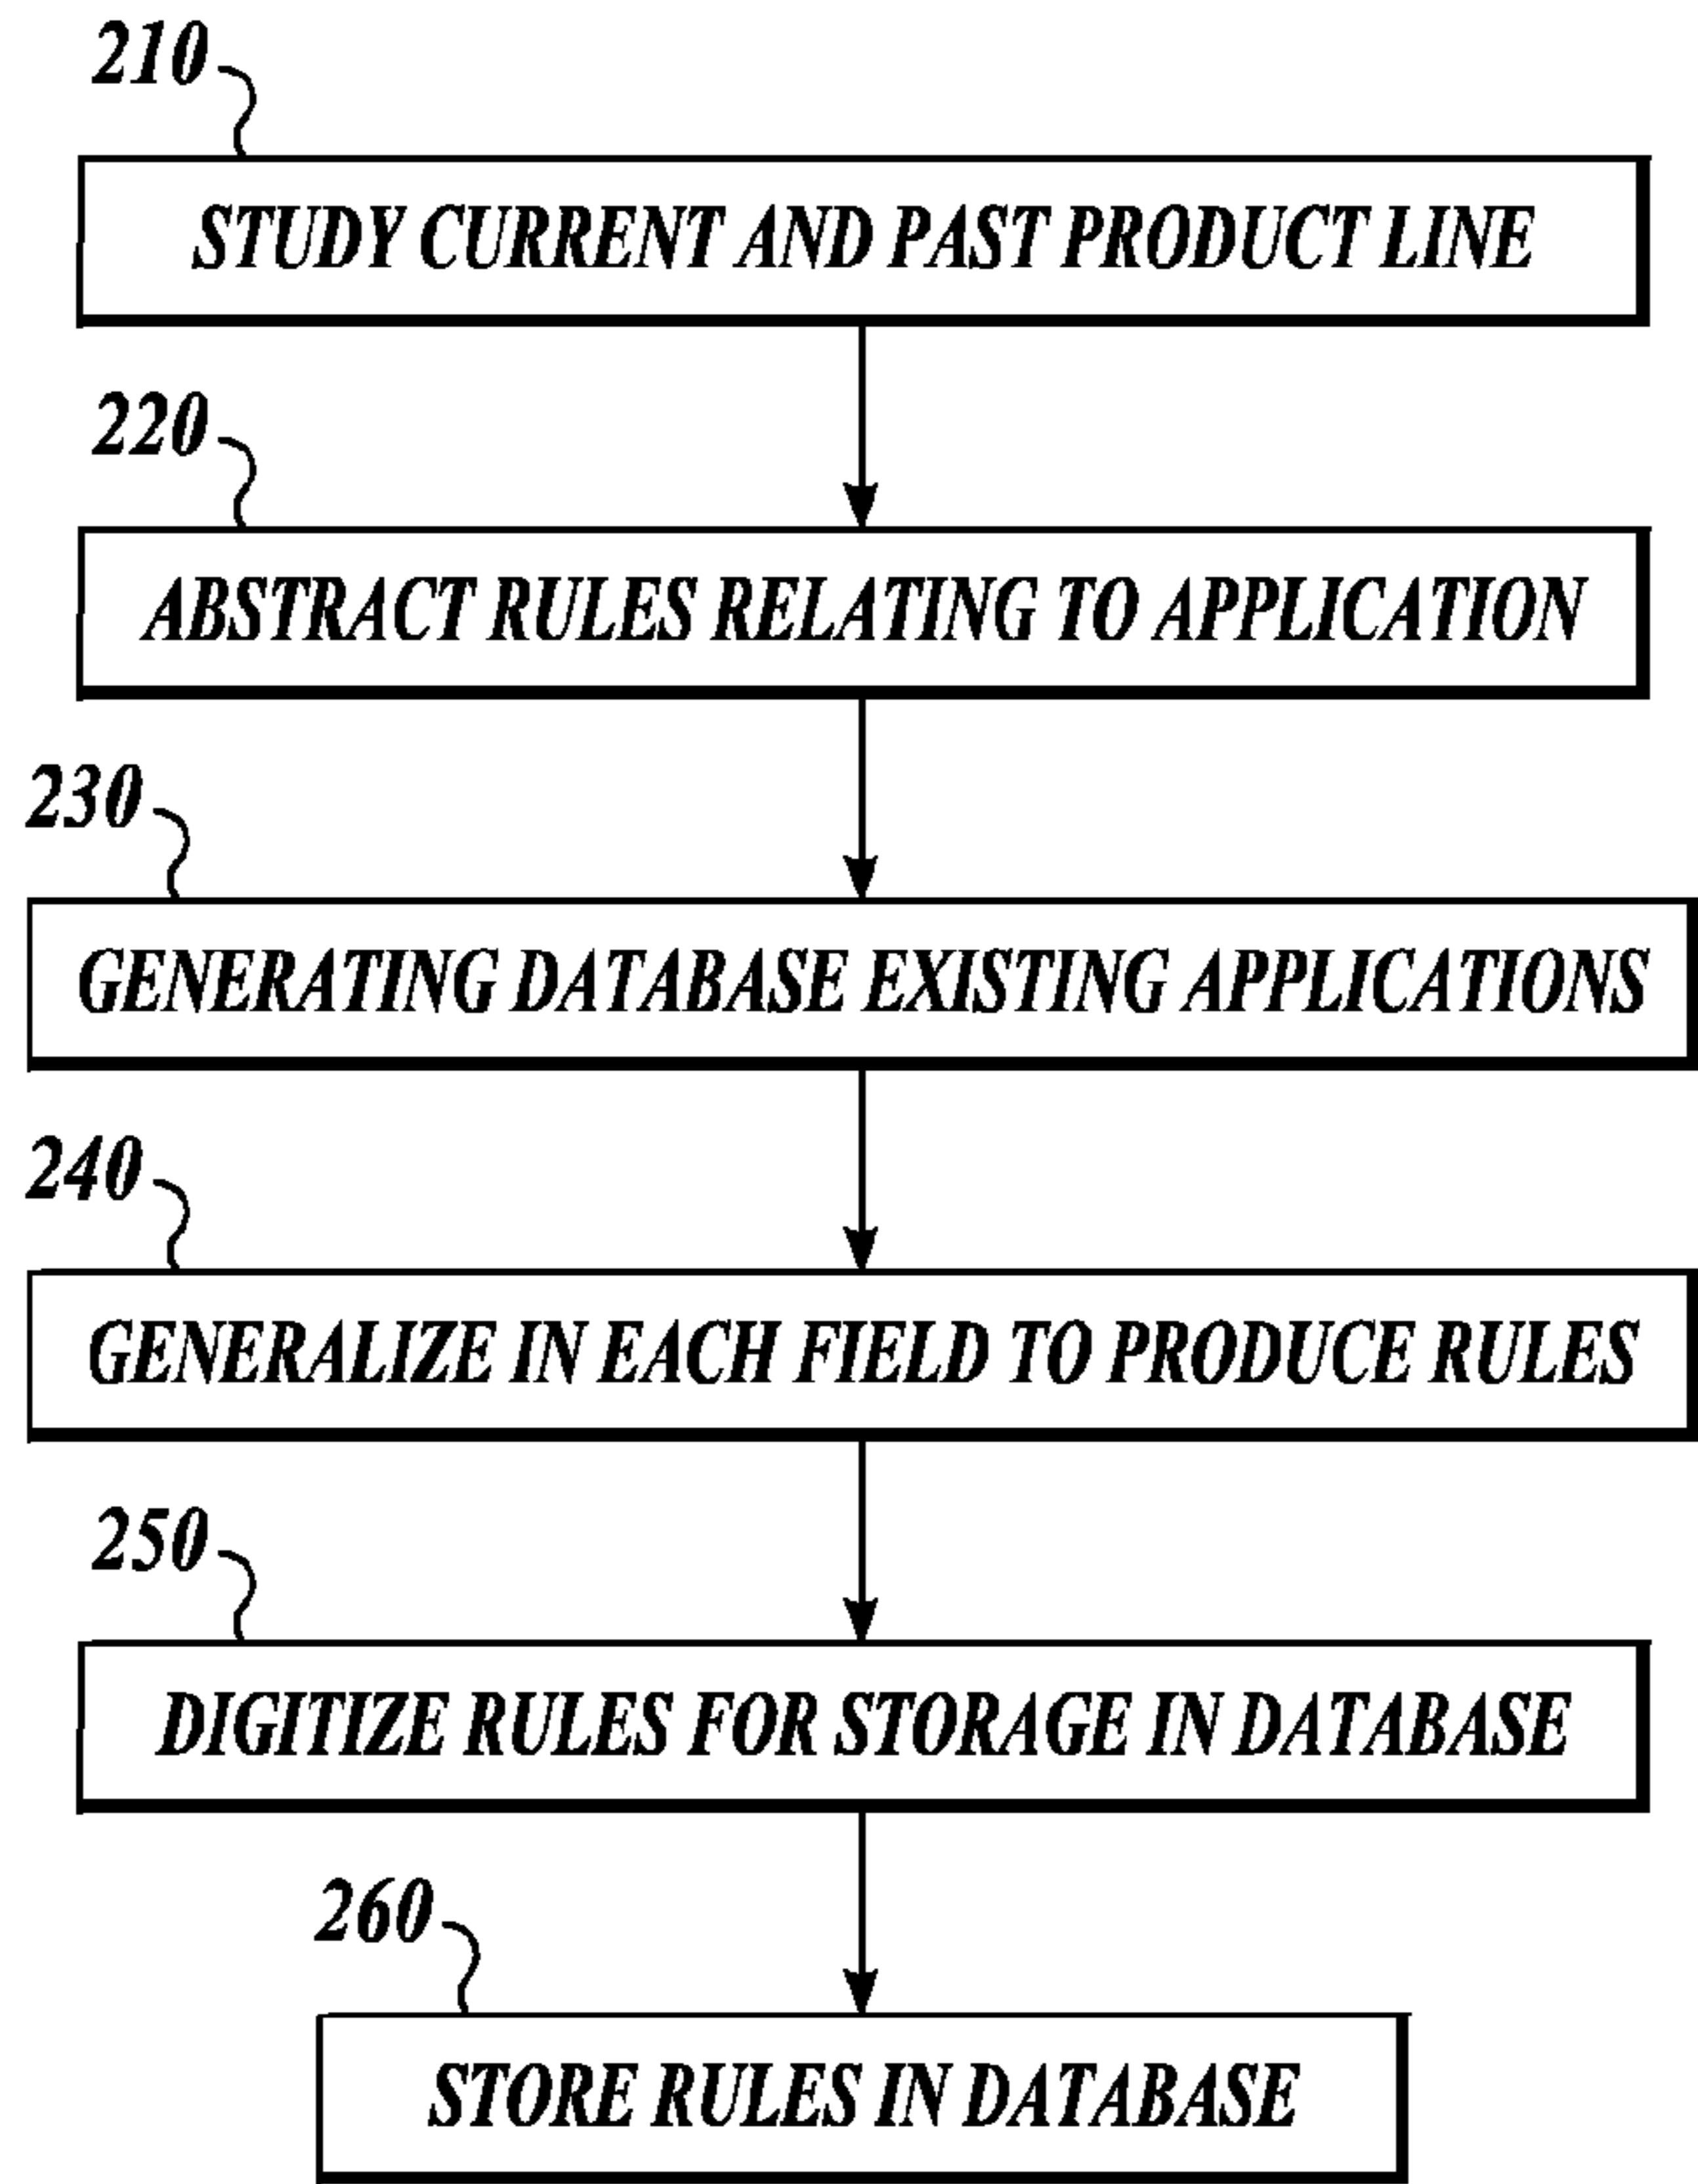 210
STUDY CURRENT AND PAST PRODUCT LINE
220
ABSTRACT RULES RELATING TO APPLICATION
230
GENERATING DATABASE EXISTING APPLICATIONS
240
GENERALIZE IN EACH FIELD TO PRODUCE RULES
250
DIGITIZE RULES FOR STORAGE IN DATABASE
260
STORE RULES IN DATABASE